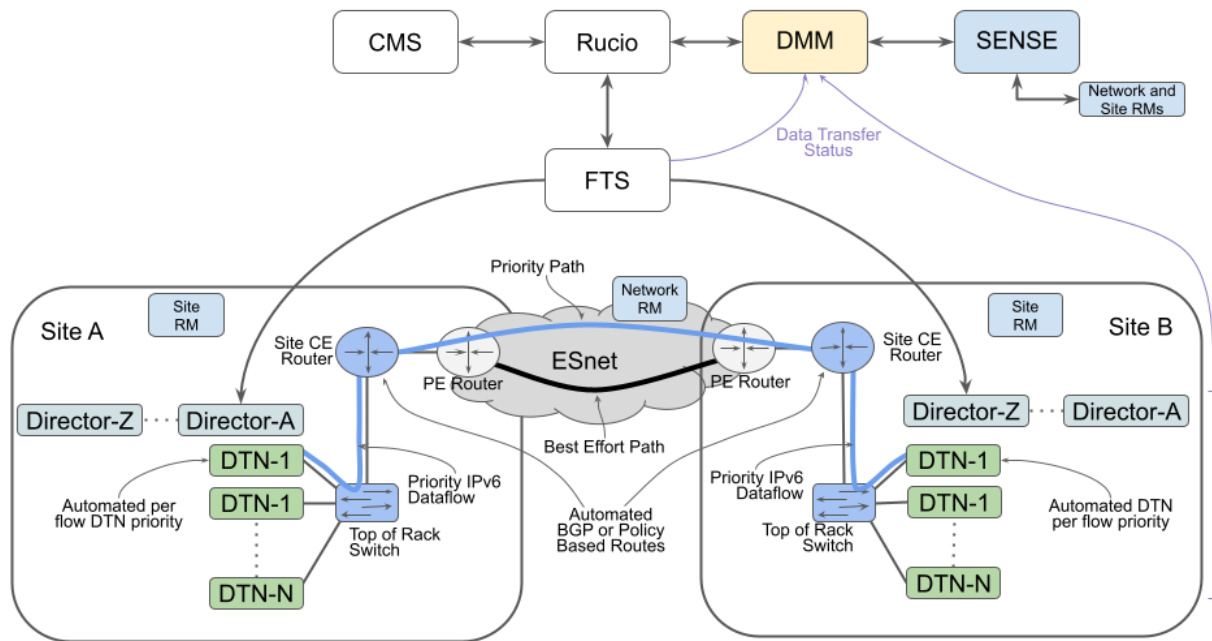 CMS
Rucio
DMM
SENSE
Network and
Site RMs
Data Transfer
Status
FTS
Priority Path
Network
RM
Site
RM
Site A
Site CE
Router
PE Router
ESnet
PE Router
Site CE
Router
Site
RM
Site B
Director-Z
Director-A
Best Effort Path
Director-Z
Director-A
DTN-1
DTN-1
DTN-N
Automated per
flow DTN priority
Priority IPv6
Dataflow
Top of Rack
Switch
Automated
BGP or Policy
Based Routes
Priority IPv6
Dataflow
Top of Rack
Switch
DTN-1
DTN-1
DTN-N
Automated DTN
per flow priority